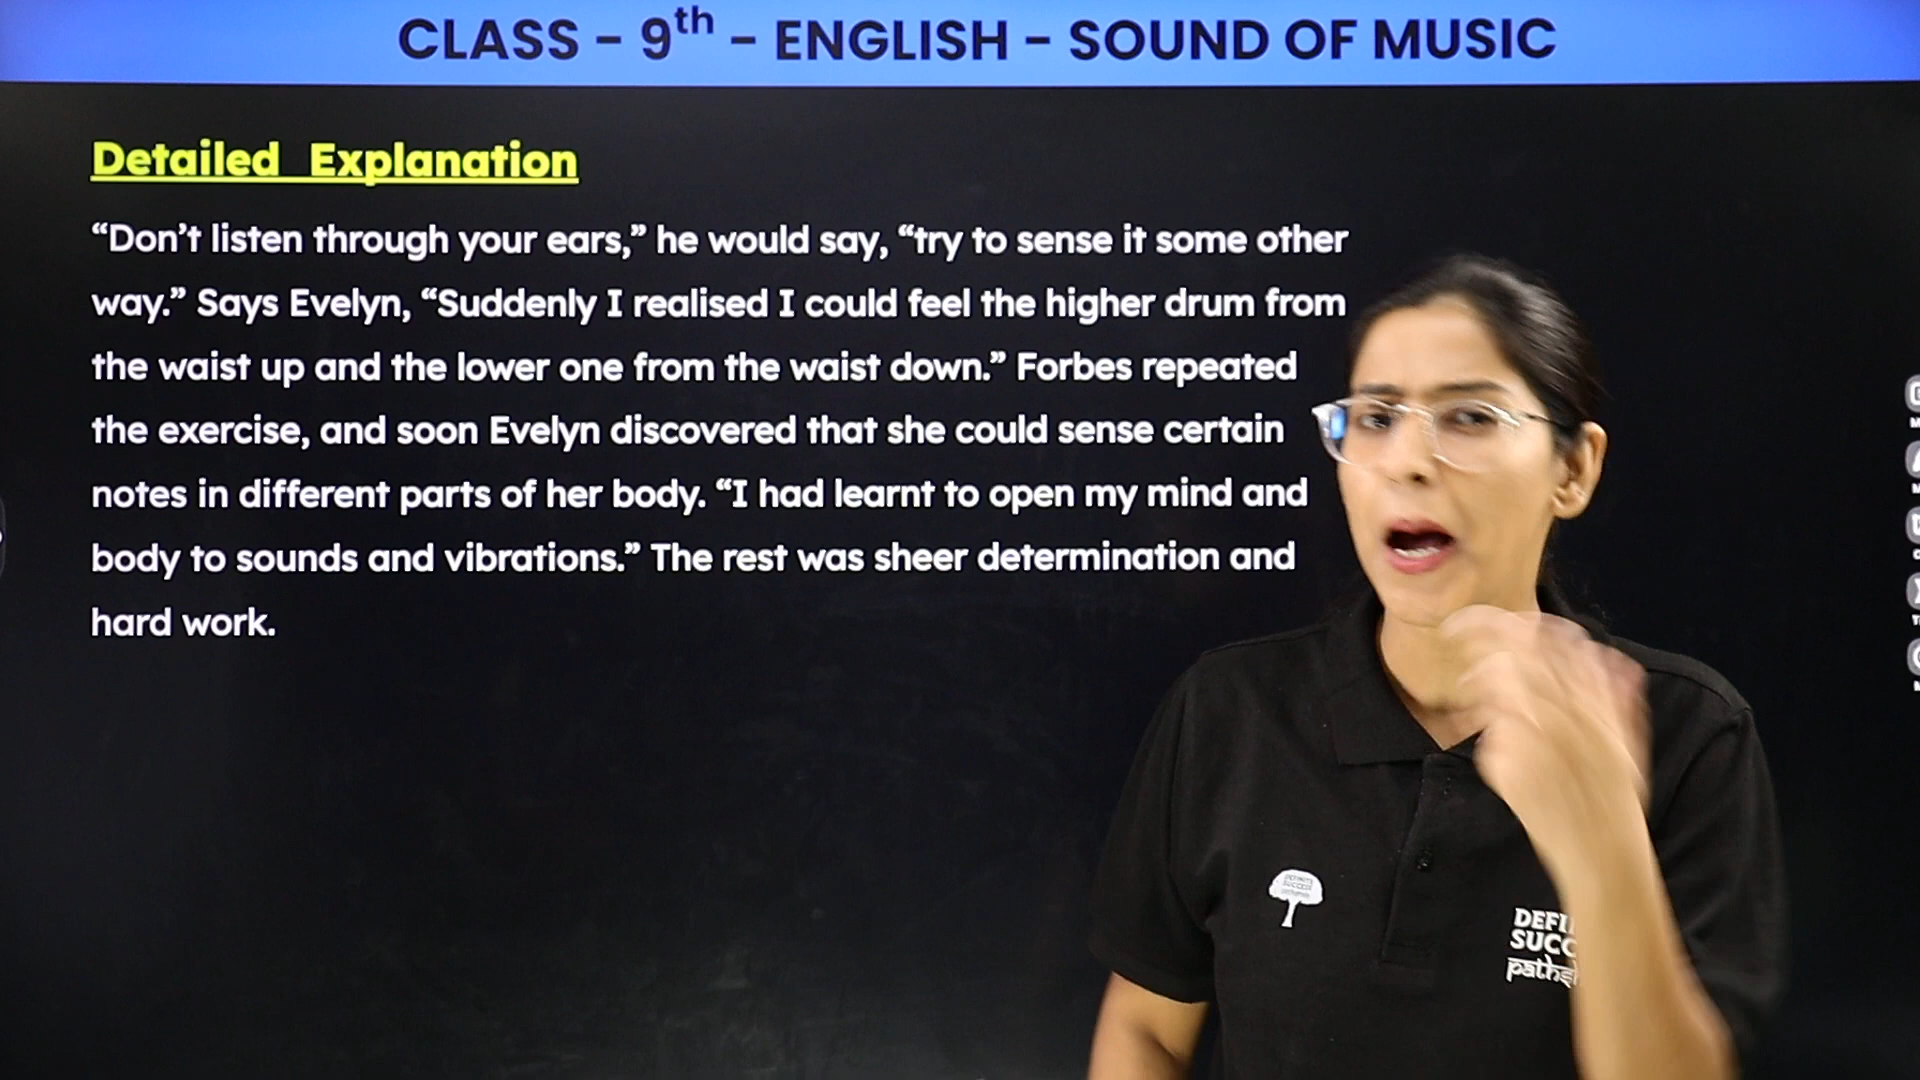 CLASS - 9th - ENGLISH - SOUND OF MUSIC
Detailed Explanation
“Don’t listen through your ears,” he would say, “try to sense it some other
way.” Says Evelyn, “Suddenly I realised I could feel the higher drum from
the waist up and the lower one from the waist down.” Forbes repeated
the exercise, and soon Evelyn discovered that she could sense certain
notes in different parts of her body. “I had learnt to open my mind and
body to sounds and vibrations.” The rest was sheer determination and
hard work.